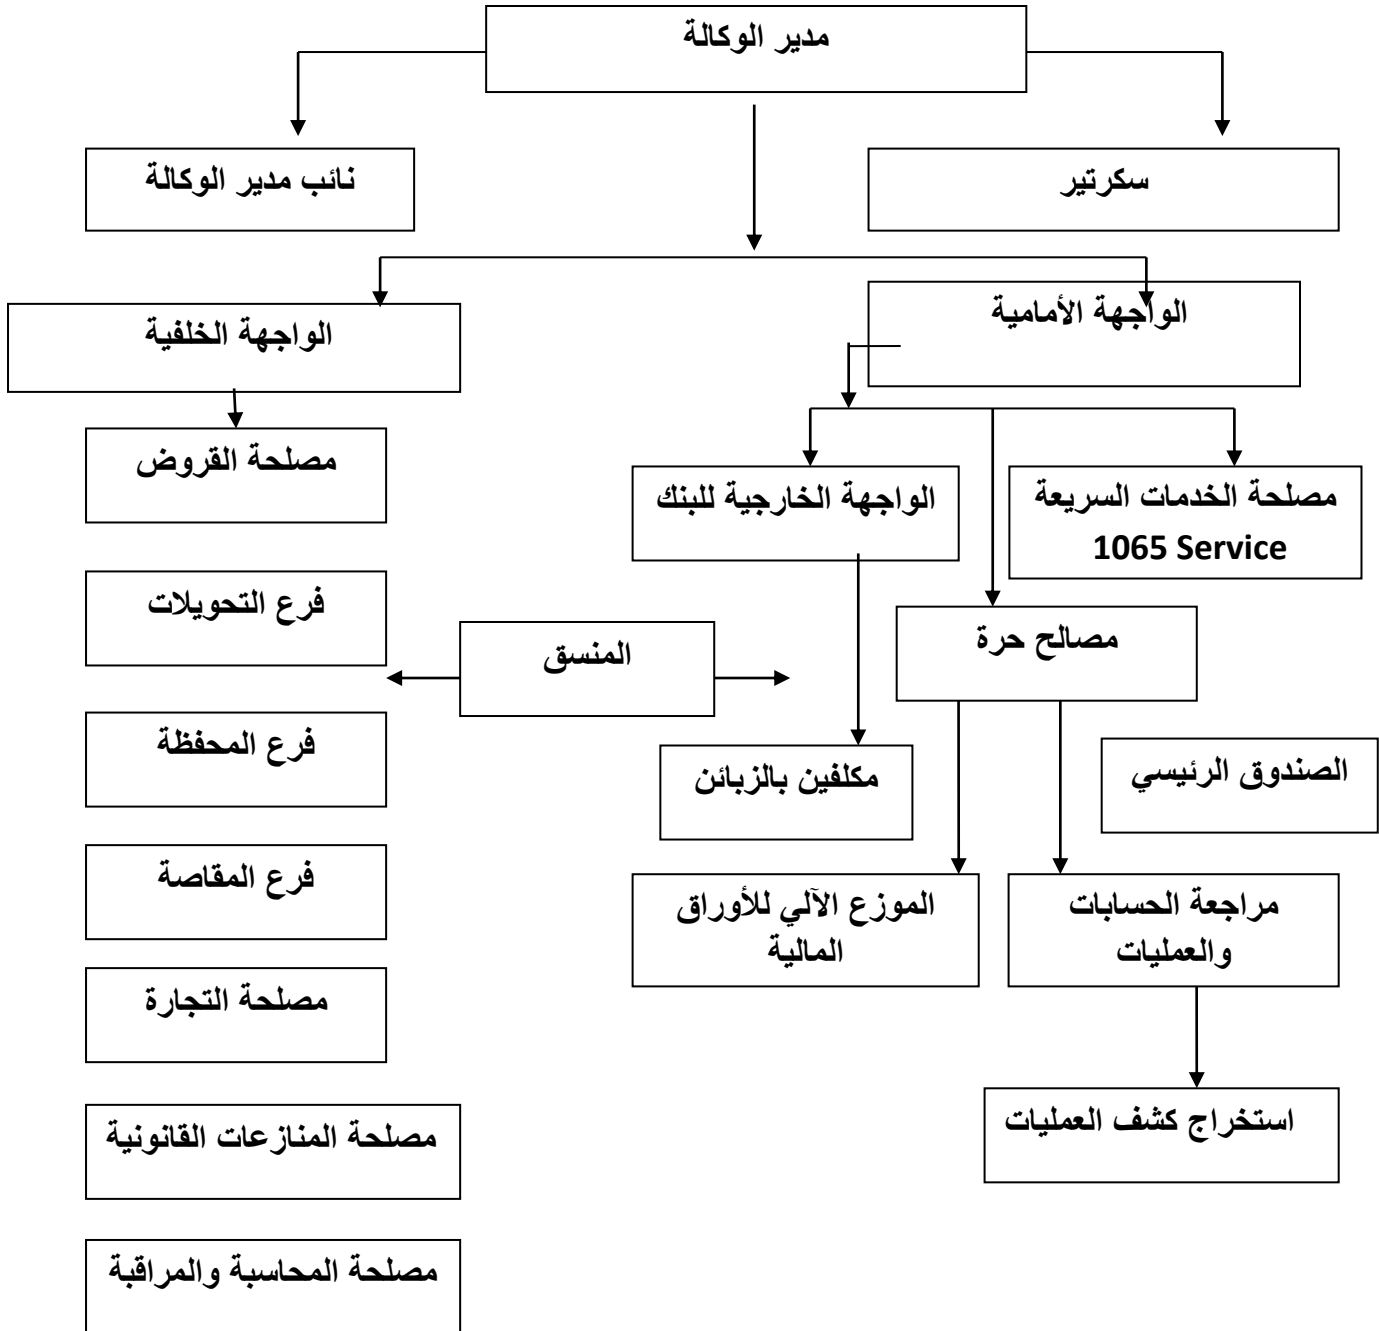 مدير الوكالة
سكرتير
نائب مدير الوكالة
الواجهة الأمامية
الواجهة الخلفية
مصلحة القروض
مصلحة الخدمات السريعة
1065 Service
الواجهة الخارجية للبنك
فرع التحويلات
مصالح حرة
المنسق
فرع المحفظة
الصندوق الرئيسي
مكلفين بالزبائن
فرع المقاصة
مراجعة الحسابات
والعمليات
الموزع الآلي للأوراق
المالية
مصلحة التجارة
استخراج كشف العمليات
مصلحة المنازعات القانونية
مصلحة المحاسبة والمراقبة